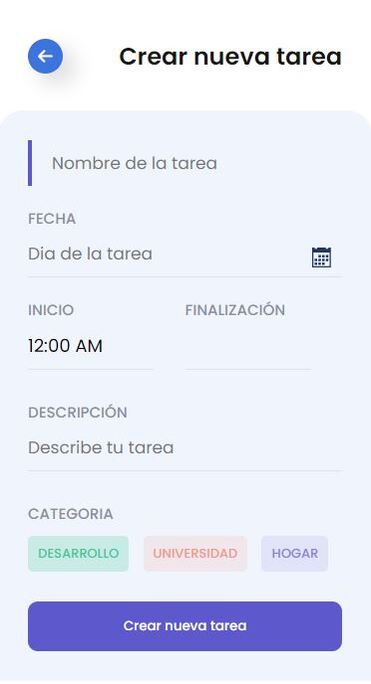 Crear nueva tarea
Nombre de la tarea
FECHA
Dia de la tarea
INICIO
FINALIZACIÓN
12:00 AM
DESCRIPCIÓN
Describe tu tarea
CATEGORIA
DESARROLLO
UNIVERSIDAD
HOGAR
Crear nueva tarea